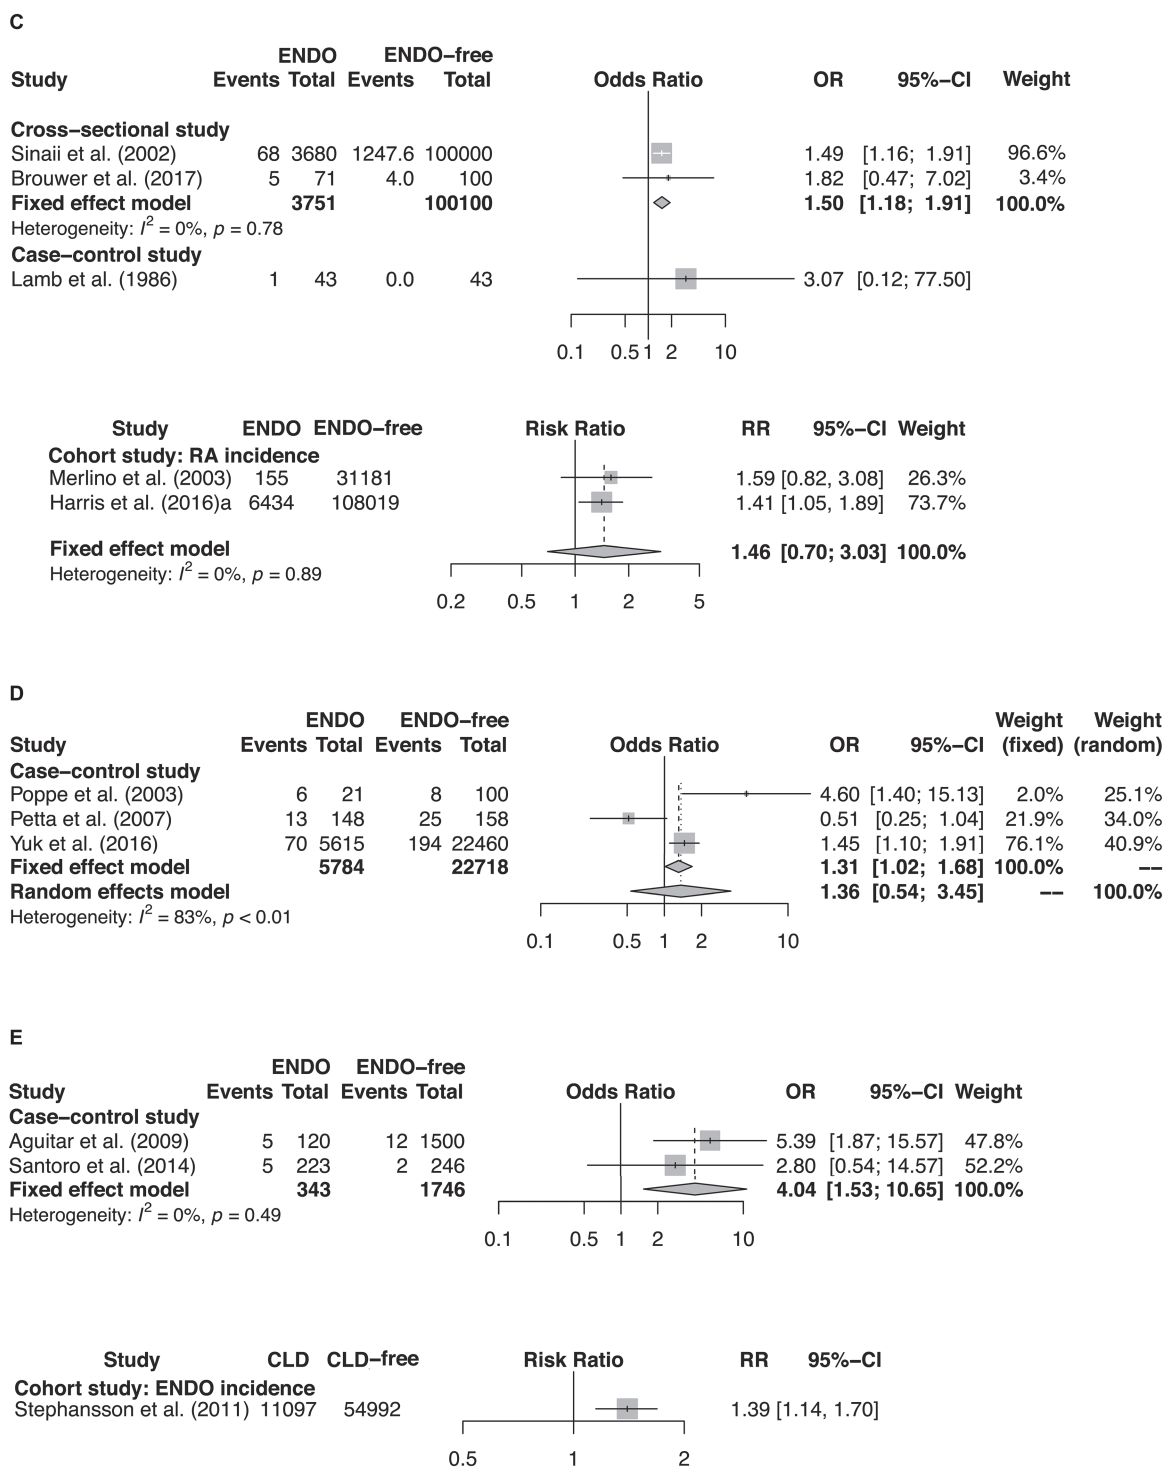 C
ENDO ENDO−free
Study Events Total Events Total Odds Ratio OR 95%−CI Weight
Cross−sectional study
Sinaii et al. (2002) 68 3680 1247.6 100000 1.49 [1.16; 1.91] 96.6%
Brouwer et al. (2017) 5 71 4.0 100 1.82 [0.47; 7.02] 3.4%
Fixed effect model 3751 100100 1.50 [1.18; 1.91] 100.0%
Heterogeneity: I² = 0%, p = 0.78
Case−control study
Lamb et al. (1986) 1 43 0.0 43 3.07 [0.12; 77.50]
0.1 0.5 1 2 10
Study ENDO ENDO−free Risk Ratio RR 95%−CI Weight
Cohort study: RA incidence
Merlino et al. (2003) 155 31181 1.59 [0.82, 3.08] 26.3%
Harris et al. (2016)a 6434 108019 1.41 [1.05, 1.89] 73.7%
Fixed effect model 1.46 [0.70; 3.03] 100.0%
Heterogeneity: I² = 0%, p = 0.89
0.2 0.5 1 2 5
D
ENDO ENDO−free Weight Weight
Study Events Total Events Total Odds Ratio OR 95%−CI (fixed) (random)
Case−control study
Poppe et al. (2003) 6 21 8 100 4.60 [1.40; 15.13] 2.0% 25.1%
Petta et al. (2007) 13 148 25 158 0.51 [0.25; 1.04] 21.9% 34.0%
Yuk et al. (2016) 70 5615 194 22460 1.45 [1.10; 1.91] 76.1% 40.9%
Fixed effect model 5784 22718 1.31 [1.02; 1.68] 100.0% −−
Random effects model 1.36 [0.54; 3.45] −− 100.0%
Heterogeneity: I² = 83%, p < 0.01
0.1 0.5 1 2 10
E
ENDO ENDO−free
Study Events Total Events Total Odds Ratio OR 95%−CI Weight
Case−control study
Aguitar et al. (2009) 5 120 12 1500 5.39 [1.87; 15.57] 47.8%
Santoro et al. (2014) 5 223 2 246 2.80 [0.54; 14.57] 52.2%
Fixed effect model 343 1746 4.04 [1.53; 10.65] 100.0%
Heterogeneity: I² = 0%, p = 0.49
0.1 0.5 1 2 10
Study CLD CLD−free Risk Ratio RR 95%−CI
Cohort study: ENDO incidence
Stephansson et al. (2011) 11097 54992 1.39 [1.14, 1.70]
0.5 1 2